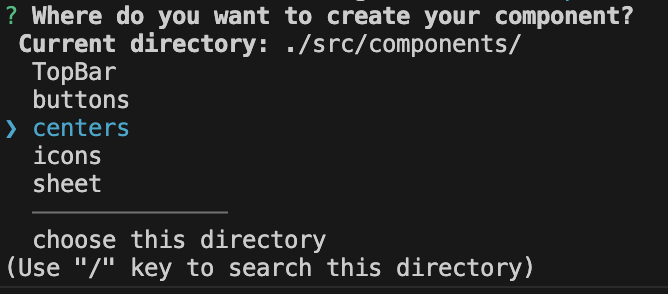 ? Where do you want to create your component?
Current directory: ./src/components/
TopBar
buttons
❯ centers
icons
sheet
──────────────
choose this directory
(Use "/" key to search this directory)